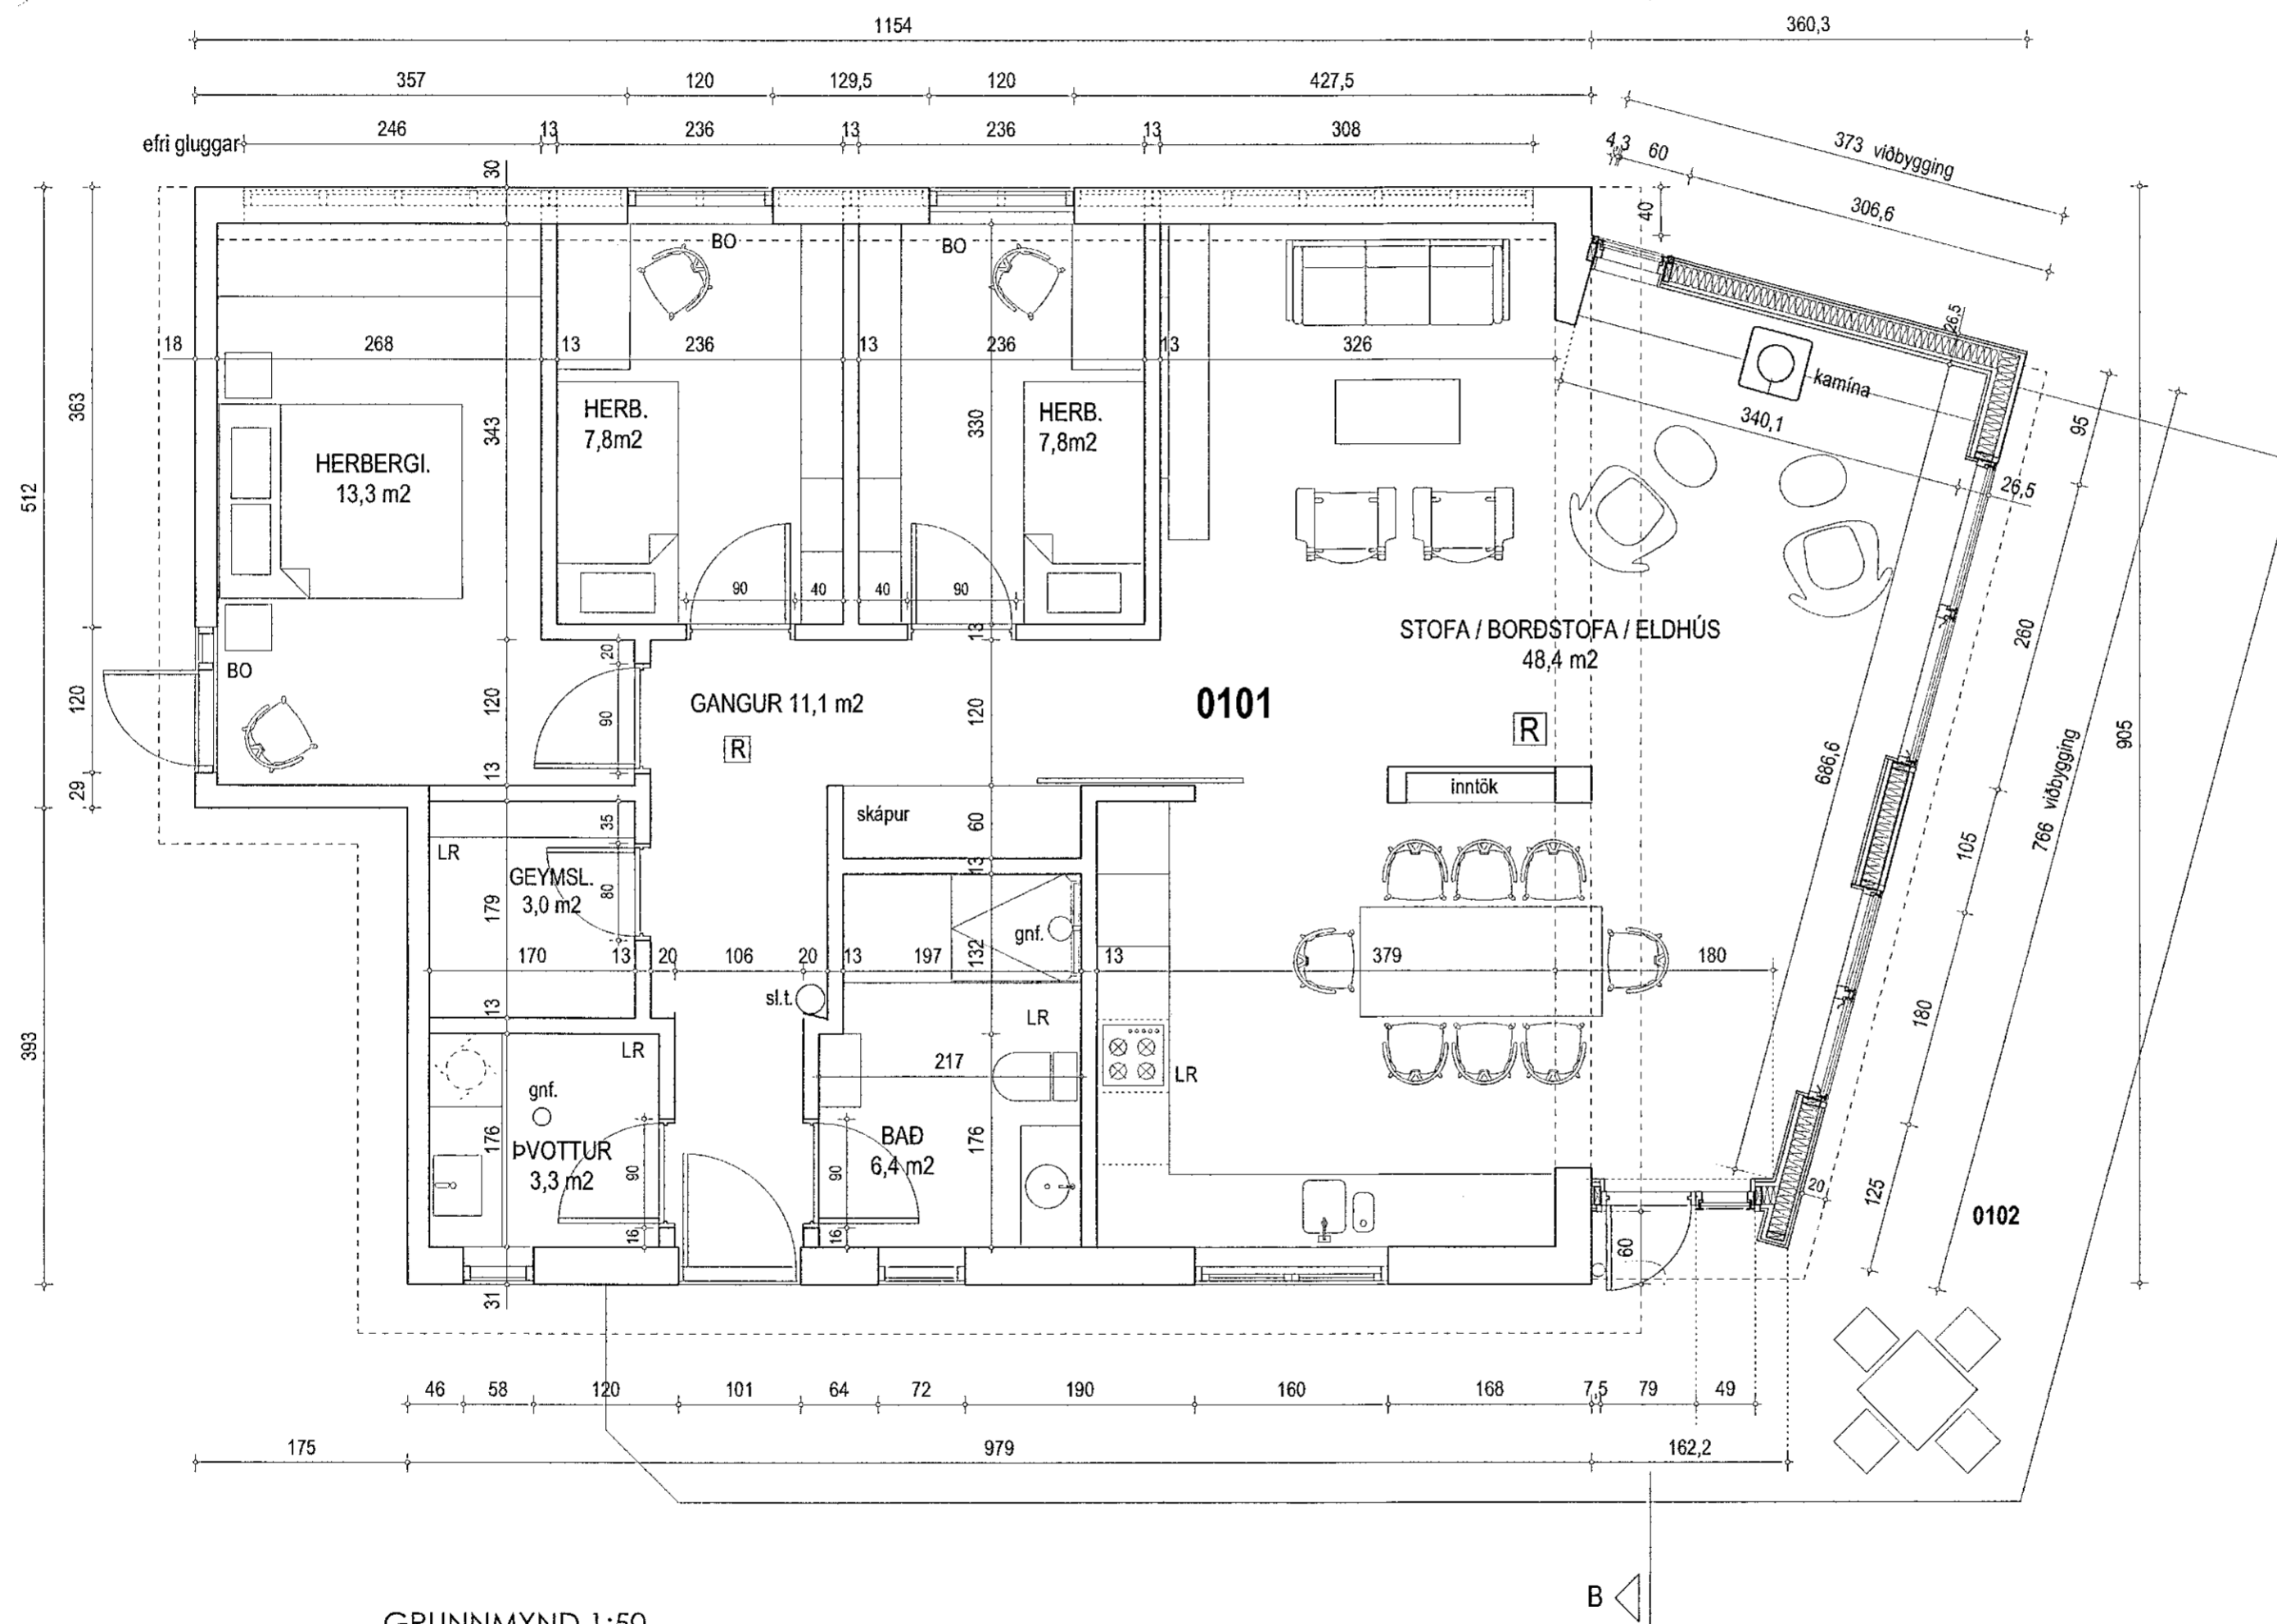 1154
360,3
357
120
129,5
120
427,5
efri gluggar
246
13
236
13
236
13
308
4,3
60
373 viðbygging
306,6
30
40
BO
BO
26,5
18
268
13
236
13
236
13
326
kamína
340,1
95
363
343
330
HERB.
7,8m2
HERB.
7,8m2
HERBERGI.
13,3 m2
512
26,5
90
40
40
90
13
STOFA / BORÐSTOFA / ELDHÚS
48,4 m2
260
20
BO
120
120
90
GANGUR 11,1 m2
120
0101
R
R
686,6
766 viðbygging
905
29
13
inntök
35
skápur
60
105
LR
13
GEYMSL.
3,0 m2
179
80
gnf.
132
170
13
20
106
20
13
197
13
379
180
sl.t.
13
LR
180
393
LR
217
LR
gnf.
176
ÞVOTTUR
3,3 m2
90
BAÐ
6,4 m2
90
176
20
125
0102
16
16
60
31
46
58
120
101
64
72
190
160
168
7,5
79
49
175
979
162,2
B
GRUNNMYND 1:50